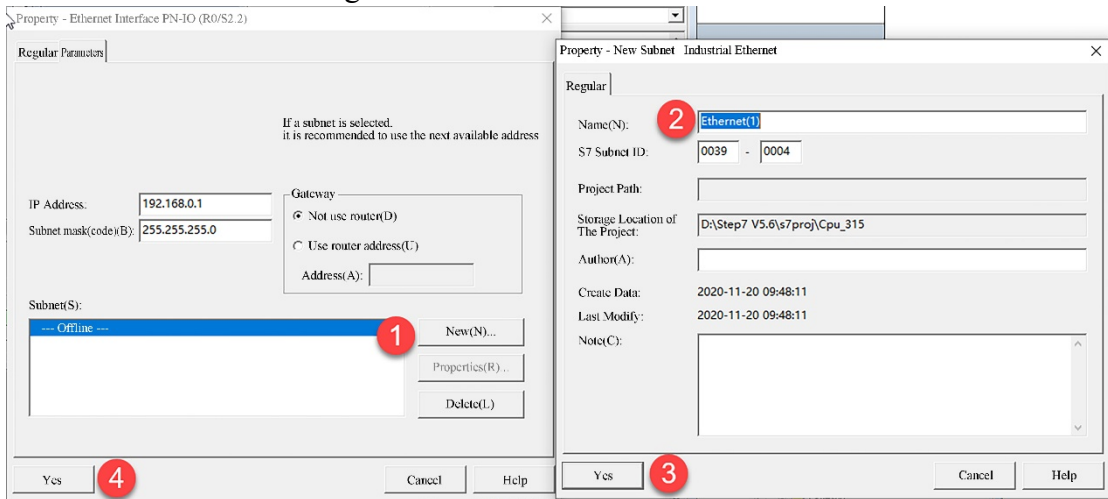 Property - Ethernet Interface PN-IO (R0/S2.2)
Regular Parameters
If a subnet is selected.
it is recommended to use the next available address
IP Address:
192.168.0.1
Subnet mask(code)(B):
255.255.255.0
Gateway
Not use router(D)
Use router address(U)
Address(A):
Subnet(S):
--- Offline ---
1
New(N)...
Properties(R)...
Delete(L)
Yes
4
Cancel
Help
Property - New Subnet Industrial Ethernet
Regular
Name(N):
2
Ethernet(1)
S7 Subnet ID:
0039 - 0004
Project Path:
Storage Location of
The Project:
D:\Step7 V5.6\s7proj\Cpu_315
Author(A):
Create Data:
2020-11-20 09:48:11
Last Modify:
2020-11-20 09:48:11
Note(C):
Yes
3
Cancel
Help